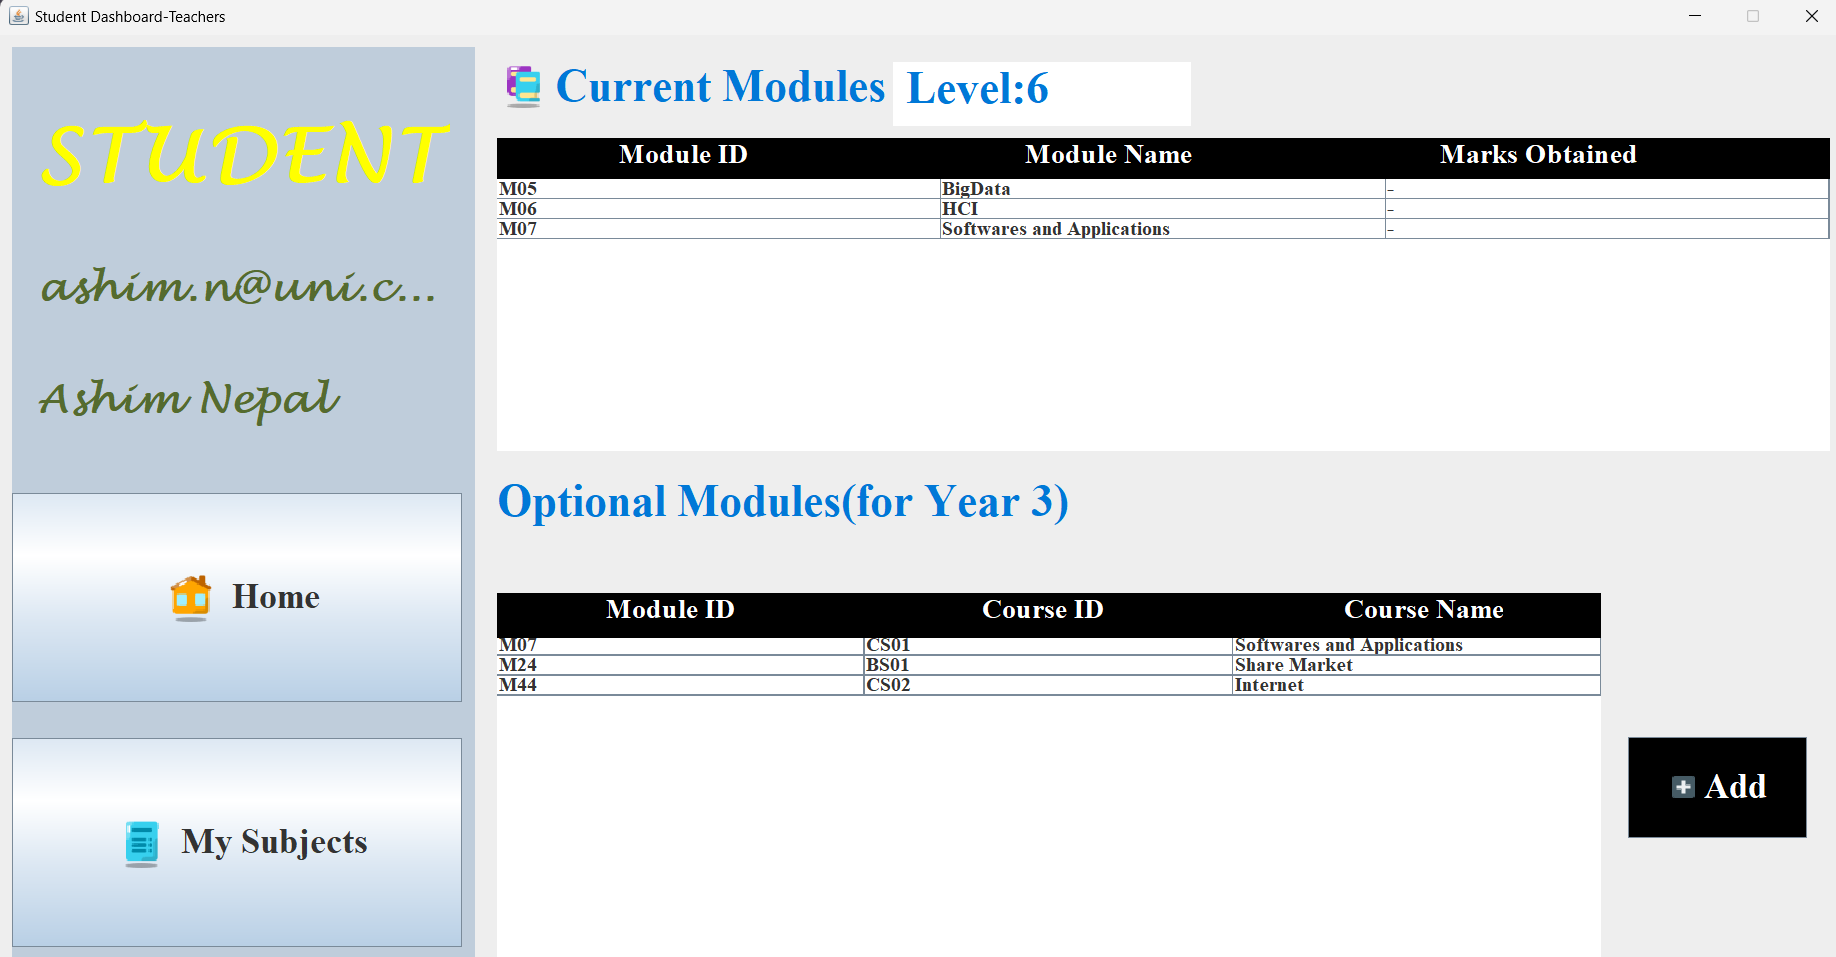 Student Dashboard-Teachers
STUDENT
ashim.n@uni.c...
Ashim Nepal
Home
My Subjects
Current Modules Level:6
Module ID Module Name Marks Obtained
M05 BigData -
M06 HCI -
M07 Softwares and Applications -
Optional Modules(for Year 3)
Module ID Course ID Course Name
M07 CS01 Softwares and Applications
M24 BS01 Share Market
M44 CS02 Internet
Add